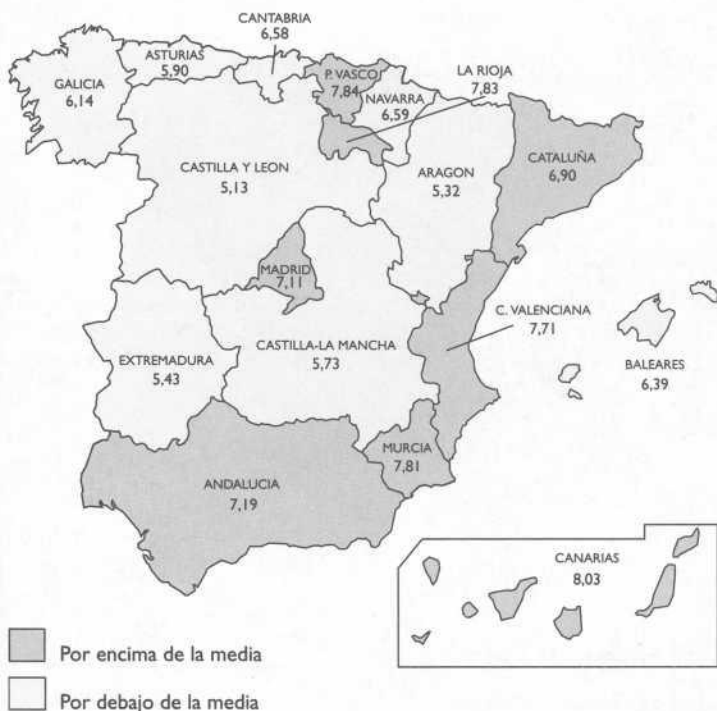 CANTABRIA
6,58
ASTURIAS
5,90
GALICIA
6,14
P. VASCO
7,84
LA RIOJA
7,83
NAVARRA
6,59
CASTILLA Y LEON
5,13
ARAGON
5,32
CATALUÑA
6,90
MADRID
7,11
C. VALENCIANA
7,71
EXTREMADURA
5,43
CASTILLA-LA MANCHA
5,73
BALEARES
6,39
MURCIA
7,81
ANDALUCIA
7,19
CANARIAS
8,03
Por encima de la media
Por debajo de la media